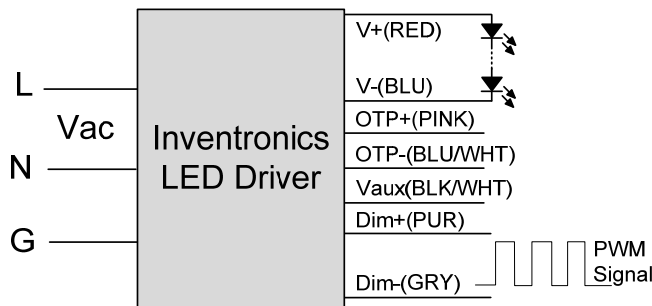 L
Vac
N
G
Inventronics
LED Driver
V+(RED)
V-(BLU)
OTP+(PINK)
OTP-(BLU/WHT)
Vaux(BLK/WHT)
Dim+(PUR)
Dim-(GRY)
PWM
Signal